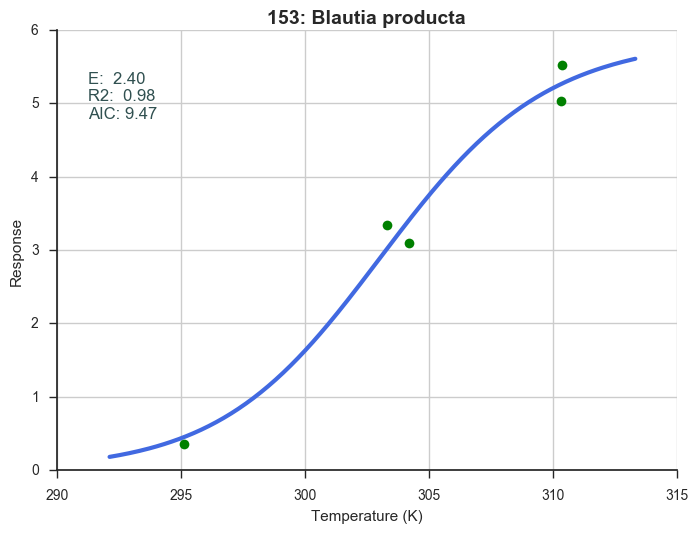 153: Blautia producta
E:  2.40
R2:  0.98
AIC: 9.47
Response
6
5
4
3
2
1
0
290 295 300 305 310 315
Temperature (K)